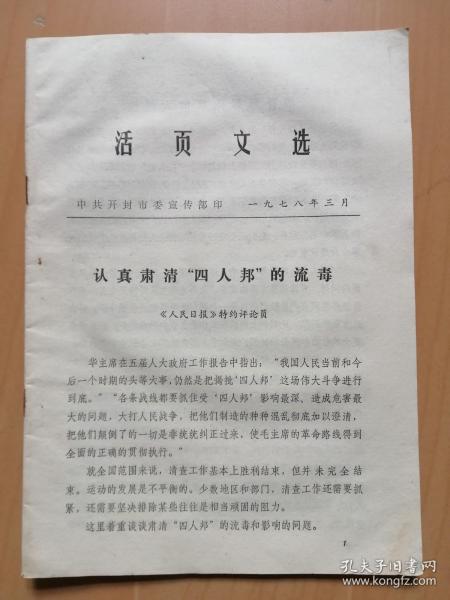 活页文选
中共开封市委宣传部印 一九七八年三月
认真肃清“四人邦”的流毒
《人民日报》特约评论员
华主席在五届人大政府工作报告中指出：“我国人民当前和今
后一个时期的头等大事，仍然是把揭批‘四人邦’这场伟大斗争进行
到底。”“各条战线都要抓住受‘四人邦’影响最深、造成危害最
大的问题，大打人民战争，把他们制造的种种混乱彻底加以澄清，
把他们颠倒了的一切是非统统纠正过来，使毛主席的革命路线得到
全面的正确的贯彻执行。”
就全国范围来说，清查工作基本上胜利结束，但并未完全结
束。运动的发展是不平衡的。少数地区和部门，清查工作还需要抓
紧，还需要坚决排除某些往往是相当顽固的阻力。
这里着重谈谈肃清“四人邦”的流毒和影响的问题。
1
孔夫子旧书网
www.kongfz.com